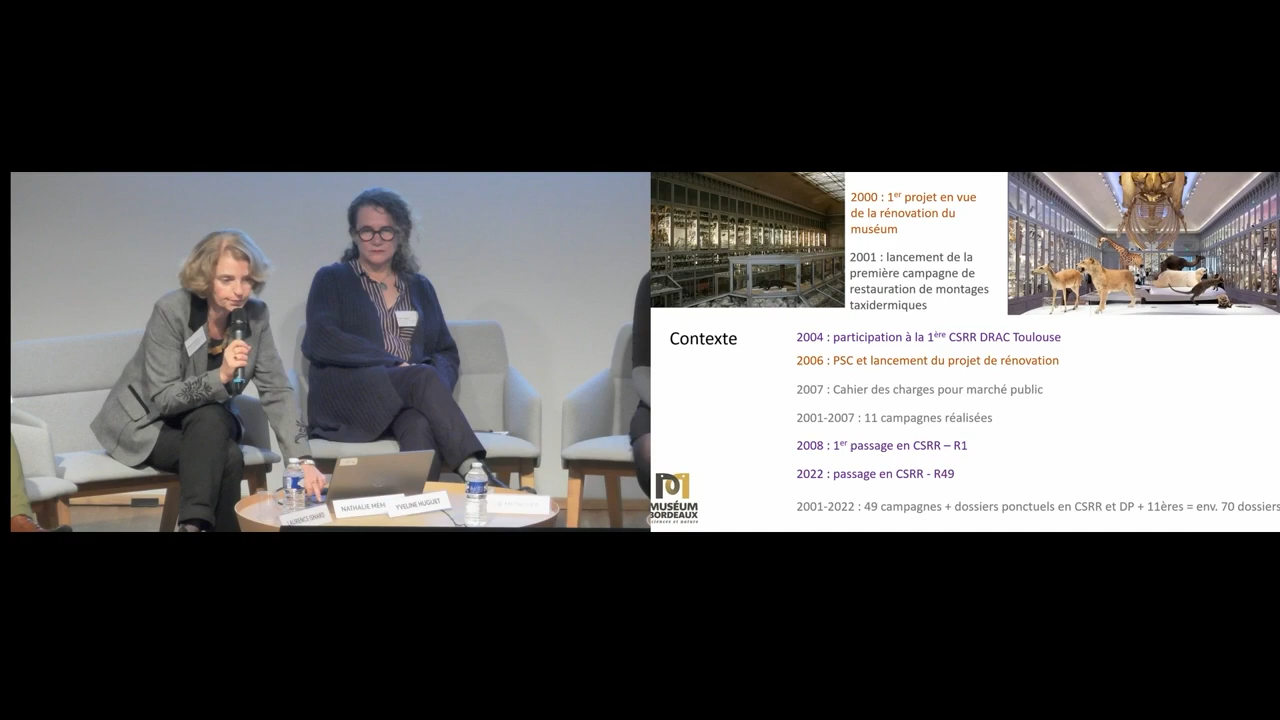 LAURENCE ISNARD
NATHALIE MÉM
YVELINE HUGUET
2000 : 1er projet en vue
de la rénovation du
muséum
2001 : lancement de la
première campagne de
restauration de montages
taxidermiques
Contexte
2004 : participation à la 1ère CSRR DRAC Toulouse
2006 : PSC et lancement du projet de rénovation
2007 : Cahier des charges pour marché public
2001-2007 : 11 campagnes réalisées
2008 : 1er passage en CSRR – R1
2022 : passage en CSRR - R49
2001-2022 : 49 campagnes + dossiers ponctuels en CSRR et DP + 11ères = env. 70 dossiers
MUSÉUM
BORDEAUX
sciences et nature